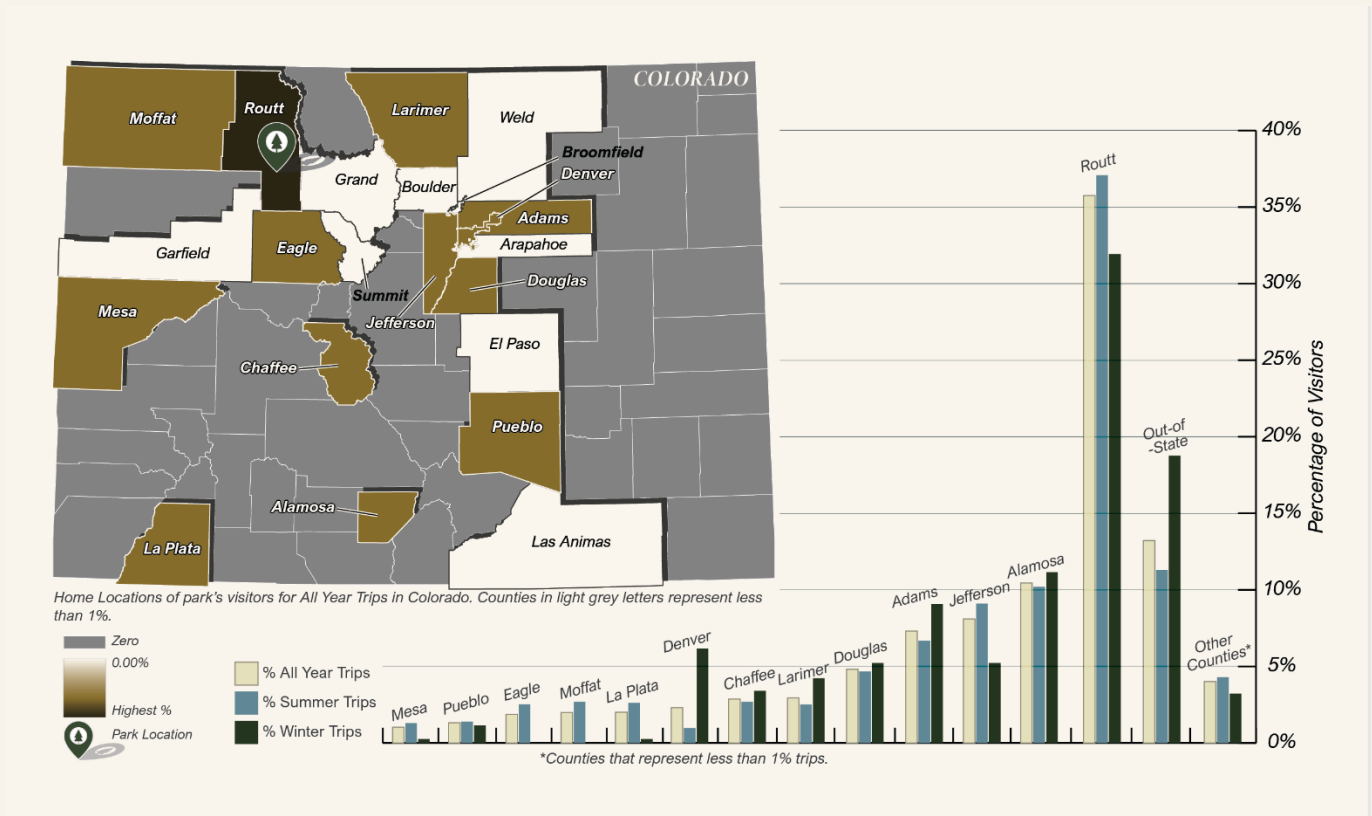 COLORADO
Moffat
Routt
Larimer
Weld
Broomfield
Denver
Grand
Boulder
Adams
Arapahoe
Garfield
Eagle
Douglas
Summit
Jefferson
Mesa
El Paso
Chaffee
Pueblo
Alamosa
La Plata
Las Animas
Home Locations of park's visitors for All Year Trips in Colorado. Counties in light grey letters represent less
than 1%.
Zero
0.00%
Highest %
Park Location
% All Year Trips
% Summer Trips
% Winter Trips
Mesa
Pueblo
Eagle
Moffat
La Plata
Denver
Chaffee
Larimer
Douglas
Adams
Jefferson
Alamosa
Routt
Out-of
-State
Other
Counties*
40%
35%
30%
25%
20%
15%
10%
5%
0%
Percentage of Visitors
*Counties that represent less than 1% trips.